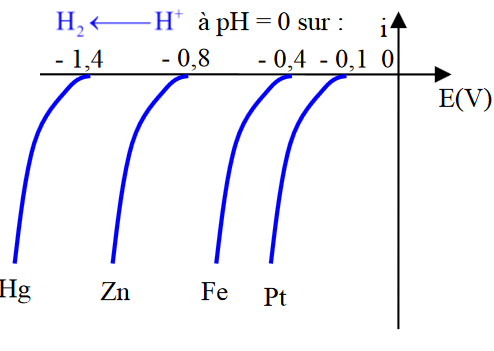 H₂ ← H⁺ à pH = 0 sur :
i
- 1,4 - 0,8 - 0,4 - 0,1 0
E(V)
Hg Zn Fe Pt